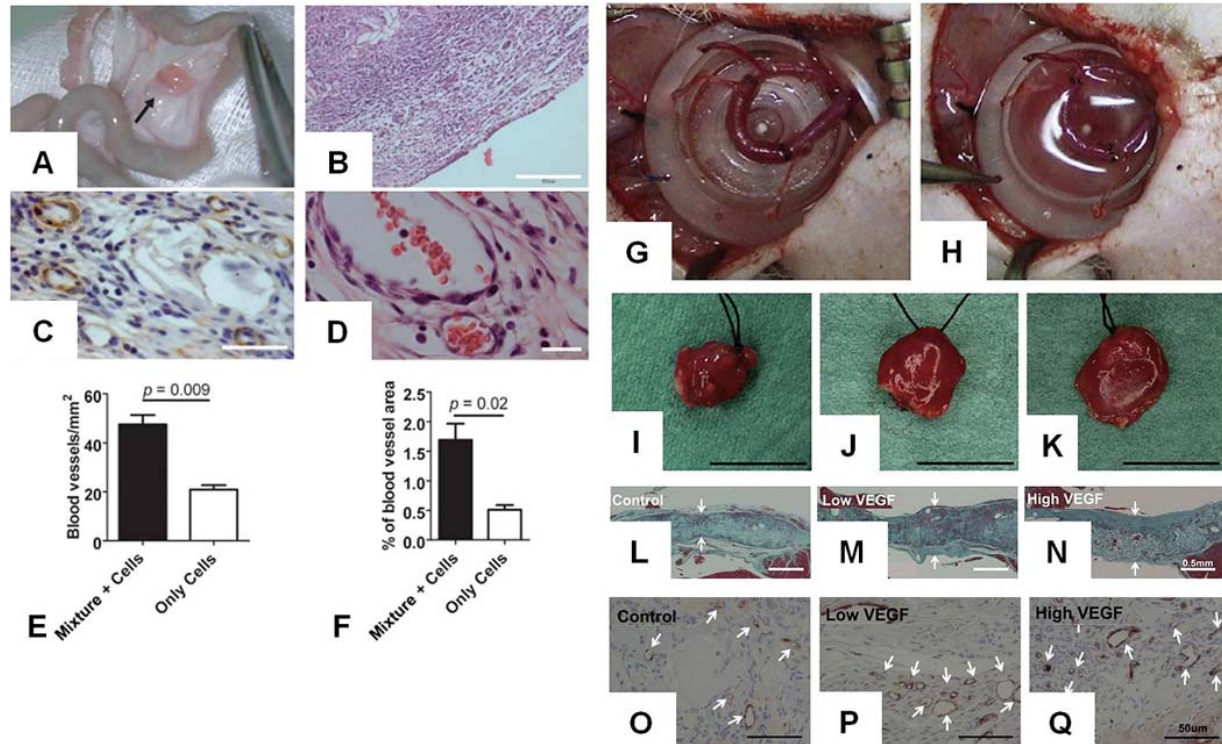 A
B
C
D
p = 0.009
Blood vessels/mm²
60
40
20
0
Mixture + Cells
Only Cells
E
p = 0.02
% of blood vessel area
2.5
2.0
1.5
1.0
0.5
0.0
Mixture + Cells
Only Cells
F
G
H
I
J
K
Control
L
Low VEGF
M
High VEGF
0.5mm
N
Control
O
Low VEGF
P
High VEGF
50um
Q